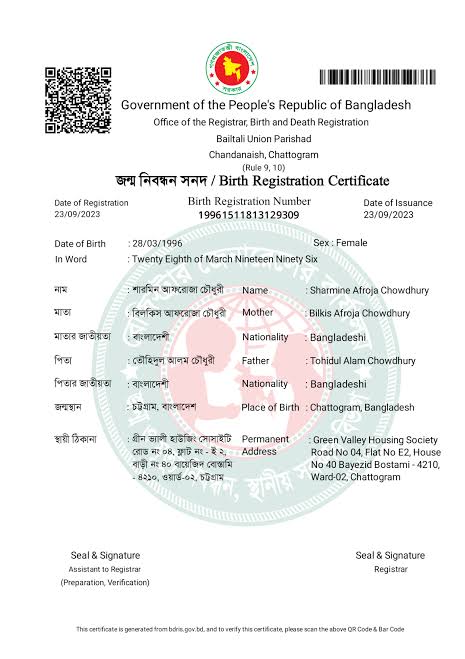 গণপ্রজাতন্ত্রী বাংলাদেশ
সরকার
Government of the People's Republic of Bangladesh
Office of the Registrar, Birth and Death Registration
Bailtali Union Parishad
Chandanaish, Chattogram
(Rule 9, 10)
জন্ম নিবন্ধন সনদ / Birth Registration Certificate
Date of Registration Birth Registration Number Date of Issuance
23/09/2023 19961511813129309 23/09/2023
Date of Birth : 28/03/1996 Sex : Female
In Word : Twenty Eighth of March Nineteen Ninety Six
নাম : শারমিন আফরোজা চৌধুরী Name : Sharmine Afroja Chowdhury
মাতা : বিলকিস আফরোজা চৌধুরী Mother : Bilkis Afroja Chowdhury
মাতার জাতীয়তা : বাংলাদেশী Nationality : Bangladeshi
পিতা : তৌহিদুল আলম চৌধুরী Father : Tohidul Alam Chowdhury
পিতার জাতীয়তা : বাংলাদেশী Nationality : Bangladeshi
জন্মস্থান : চট্টগ্রাম, বাংলাদেশ Place of Birth : Chattogram, Bangladesh
স্থায়ী ঠিকানা : গ্রীন ভ্যালী হাউজিং সোসাইটি Permanent : Green Valley Housing Society
রোড নং ০৪, ফ্লাট নং - ই ২, Address Road No 04, Flat No E2, House
বাড়ী নং ৪০ বায়েজিদ বোস্তামি No 40 Bayezid Bostami - 4210,
- ৪২১০, ওয়ার্ড-০২, চট্টগ্রাম Ward-02, Chattogram
Seal & Signature Seal & Signature
Assistant to Registrar Registrar
(Preparation, Verification)
This certificate is generated from bdris.gov.bd, and to verify this certificate, please scan the above QR Code & Bar Code